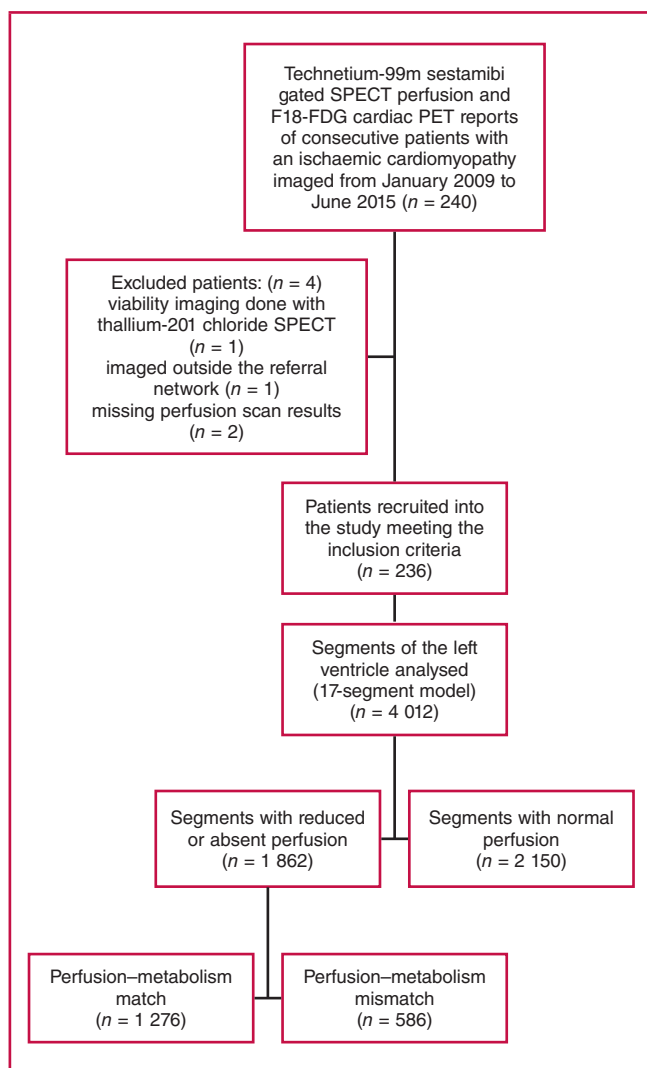 Technetium-99m sestamibi
gated SPECT perfusion and
F18-FDG cardiac PET reports
of consecutive patients with
an ischaemic cardiomyopathy
imaged from January 2009 to
June 2015 (n = 240)
Excluded patients: (n = 4)
viability imaging done with
thallium-201 chloride SPECT
(n = 1)
imaged outside the referral
network (n = 1)
missing perfusion scan results
(n = 2)
Patients recruited into
the study meeting the
inclusion criteria
(n = 236)
Segments of the left
ventricle analysed
(17-segment model)
(n = 4 012)
Segments with reduced
or absent perfusion
(n = 1 862)
Segments with normal
perfusion
(n = 2 150)
Perfusion–metabolism
match
(n = 1 276)
Perfusion–metabolism
mismatch
(n = 586)